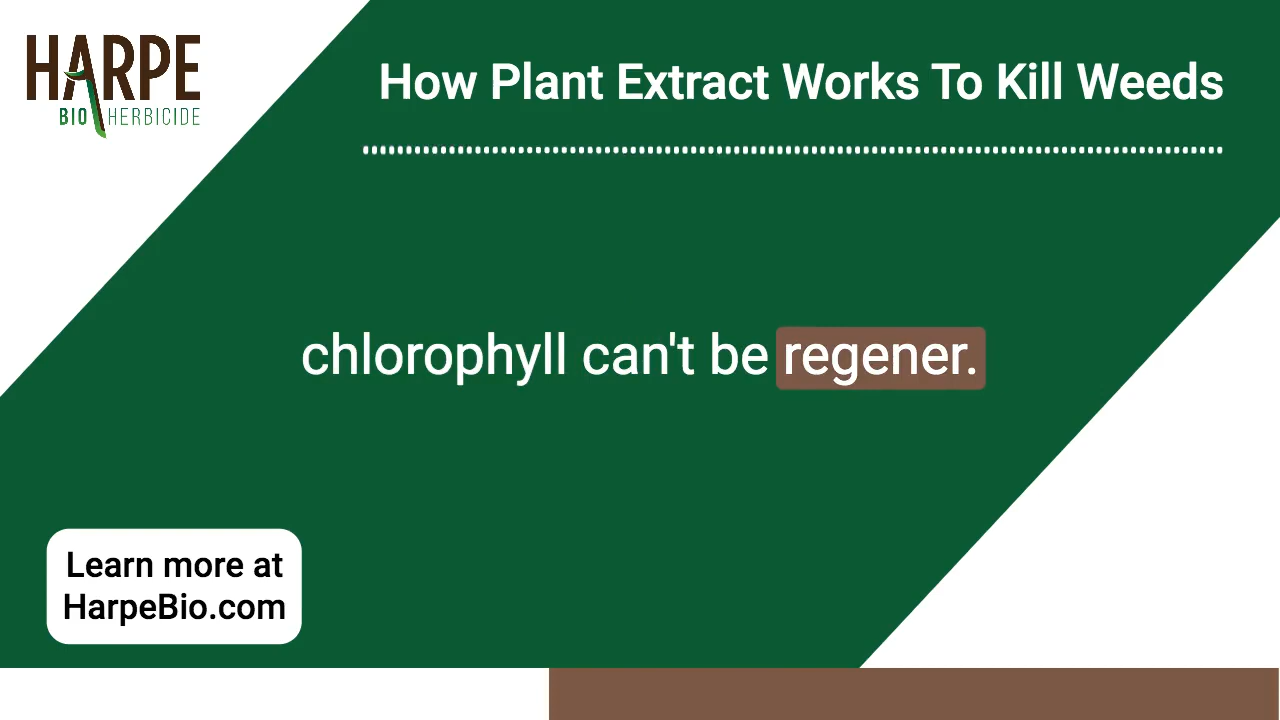 HARPE
BIO HERBICIDE
How Plant Extract Works To Kill Weeds
chlorophyll can't be regener.
Learn more at
HarpeBio.com